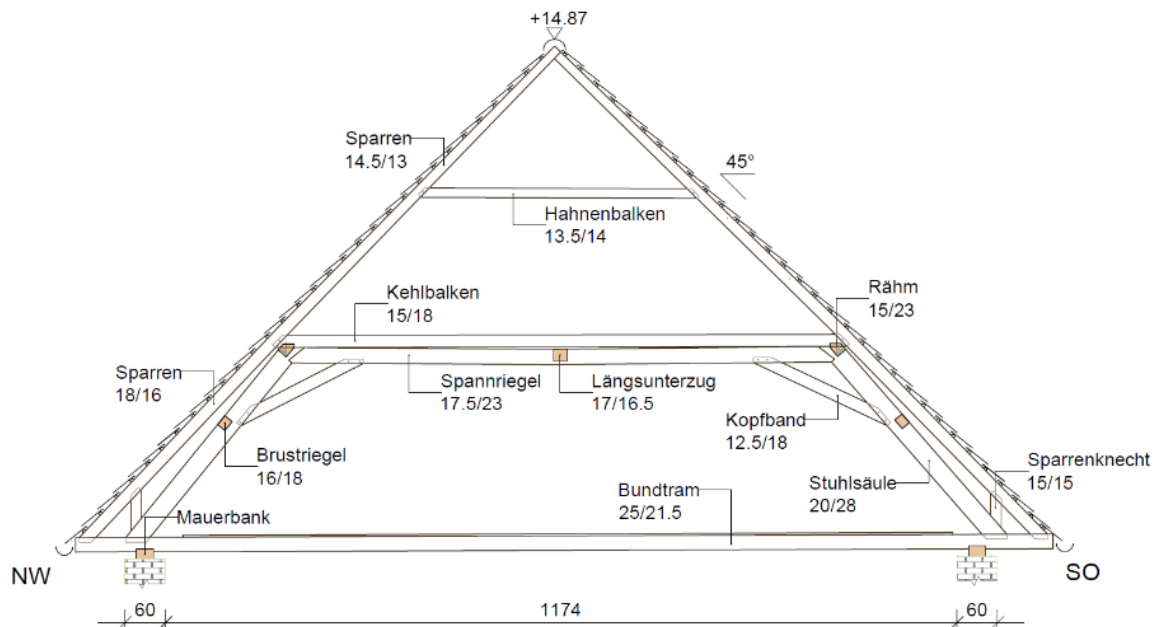 +14.87
Sparren
14.5/13
45°
Hahnenbalken
13.5/14
Kehlbalken
15/18
Rähm
15/23
Sparren
18/16
Spannriegel
17.5/23
Längsunterzug
17/16.5
Kopfband
12.5/18
Brustriegel
16/18
Sparrenknecht
15/15
Stuhlsäule
20/28
Bundtram
25/21.5
Mauerbank
NW
SO
60
1174
60